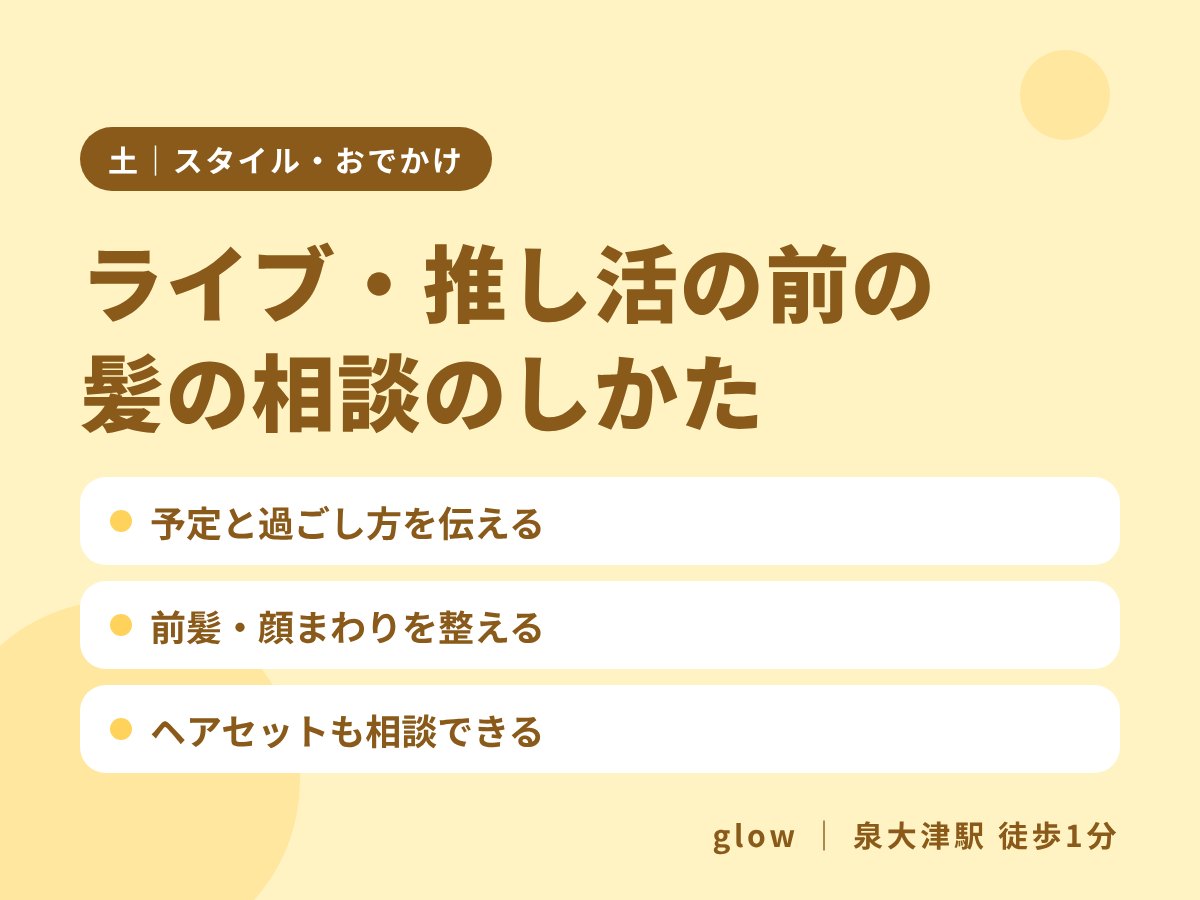 土｜スタイル・おでかけ
ライブ・推し活の前の
髪の相談のしかた
予定と過ごし方を伝える
前髪・顔まわりを整える
ヘアセットも相談できる
glow ｜ 泉大津駅 徒歩1分